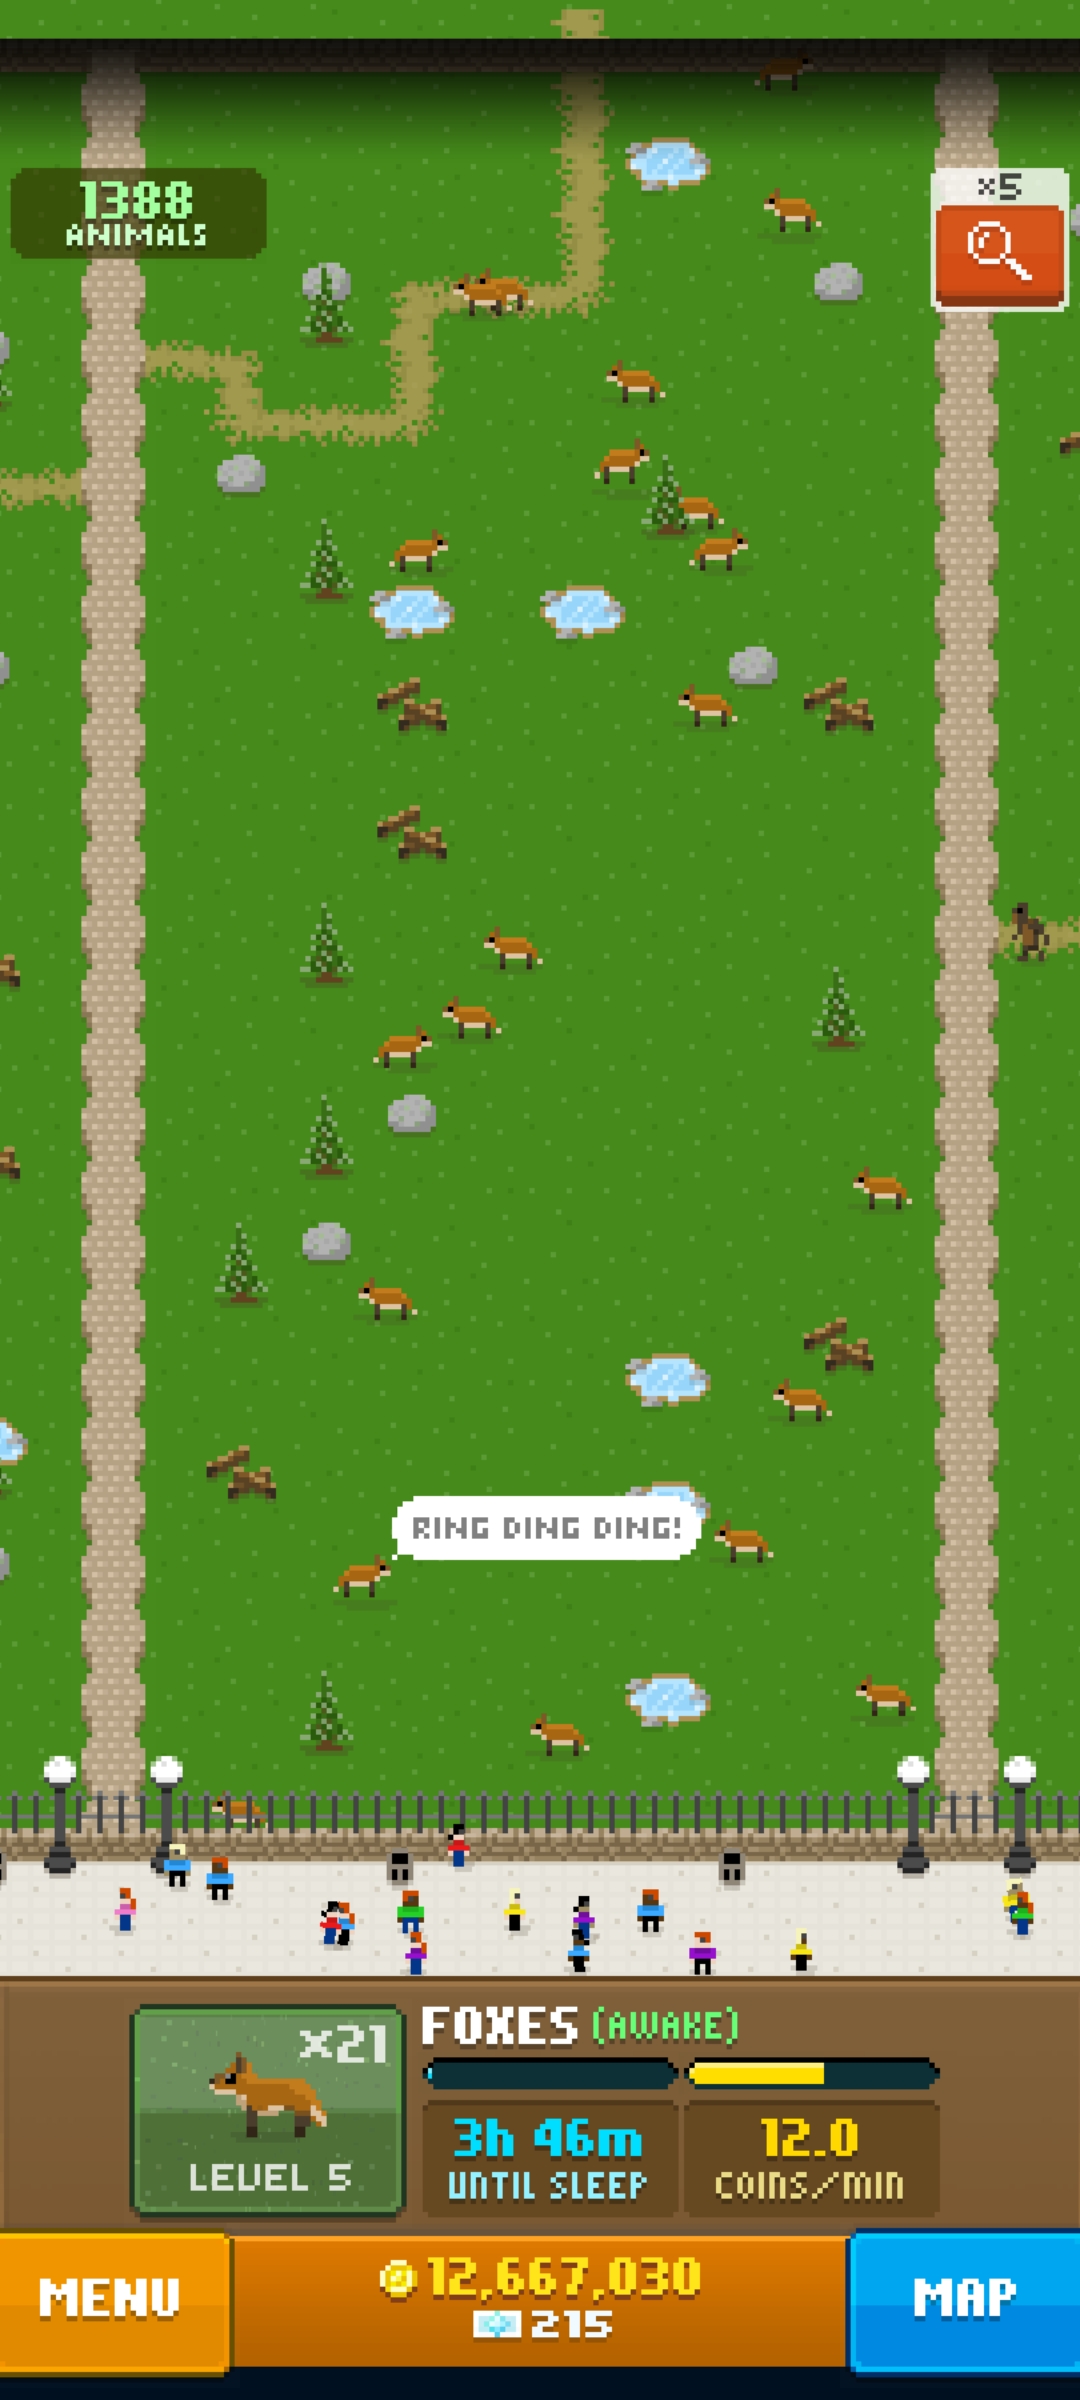 1388
ANIMALS
x5
RING DING DING!
x21
LEVEL 5
FOXES (AWAKE)
3h 46m
UNTIL SLEEP
12.0
COINS/MIN
MENU
12,667,030
215
MAP